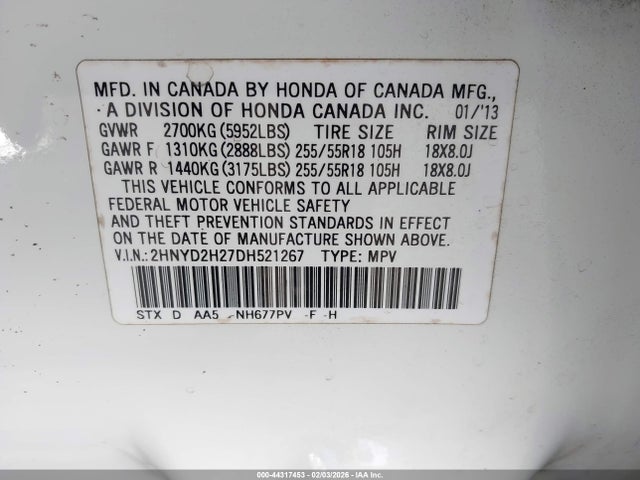 MFD. IN CANADA BY HONDA OF CANADA MFG.,
A DIVISION OF HONDA CANADA INC. 01/'13
GVWR 2700KG(5952LBS) TIRE SIZE RIM SIZE
GAWR F 1310KG(2888LBS) 255/55R18 105H 18X8.0J
GAWR R 1440KG(3175LBS) 255/55R18 105H 18X8.0J
THIS VEHICLE CONFORMS TO ALL APPLICABLE
FEDERAL MOTOR VEHICLE SAFETY
AND THEFT PREVENTION STANDARDS IN EFFECT
ON THE DATE OF MANUFACTURE SHOWN ABOVE.
V.I.N.:2HNYD2H27DH521267 TYPE: MPV
STX D AA5 -NH677PV -F -H
000-44317453 | 02/03/2026 | IAA, Inc.